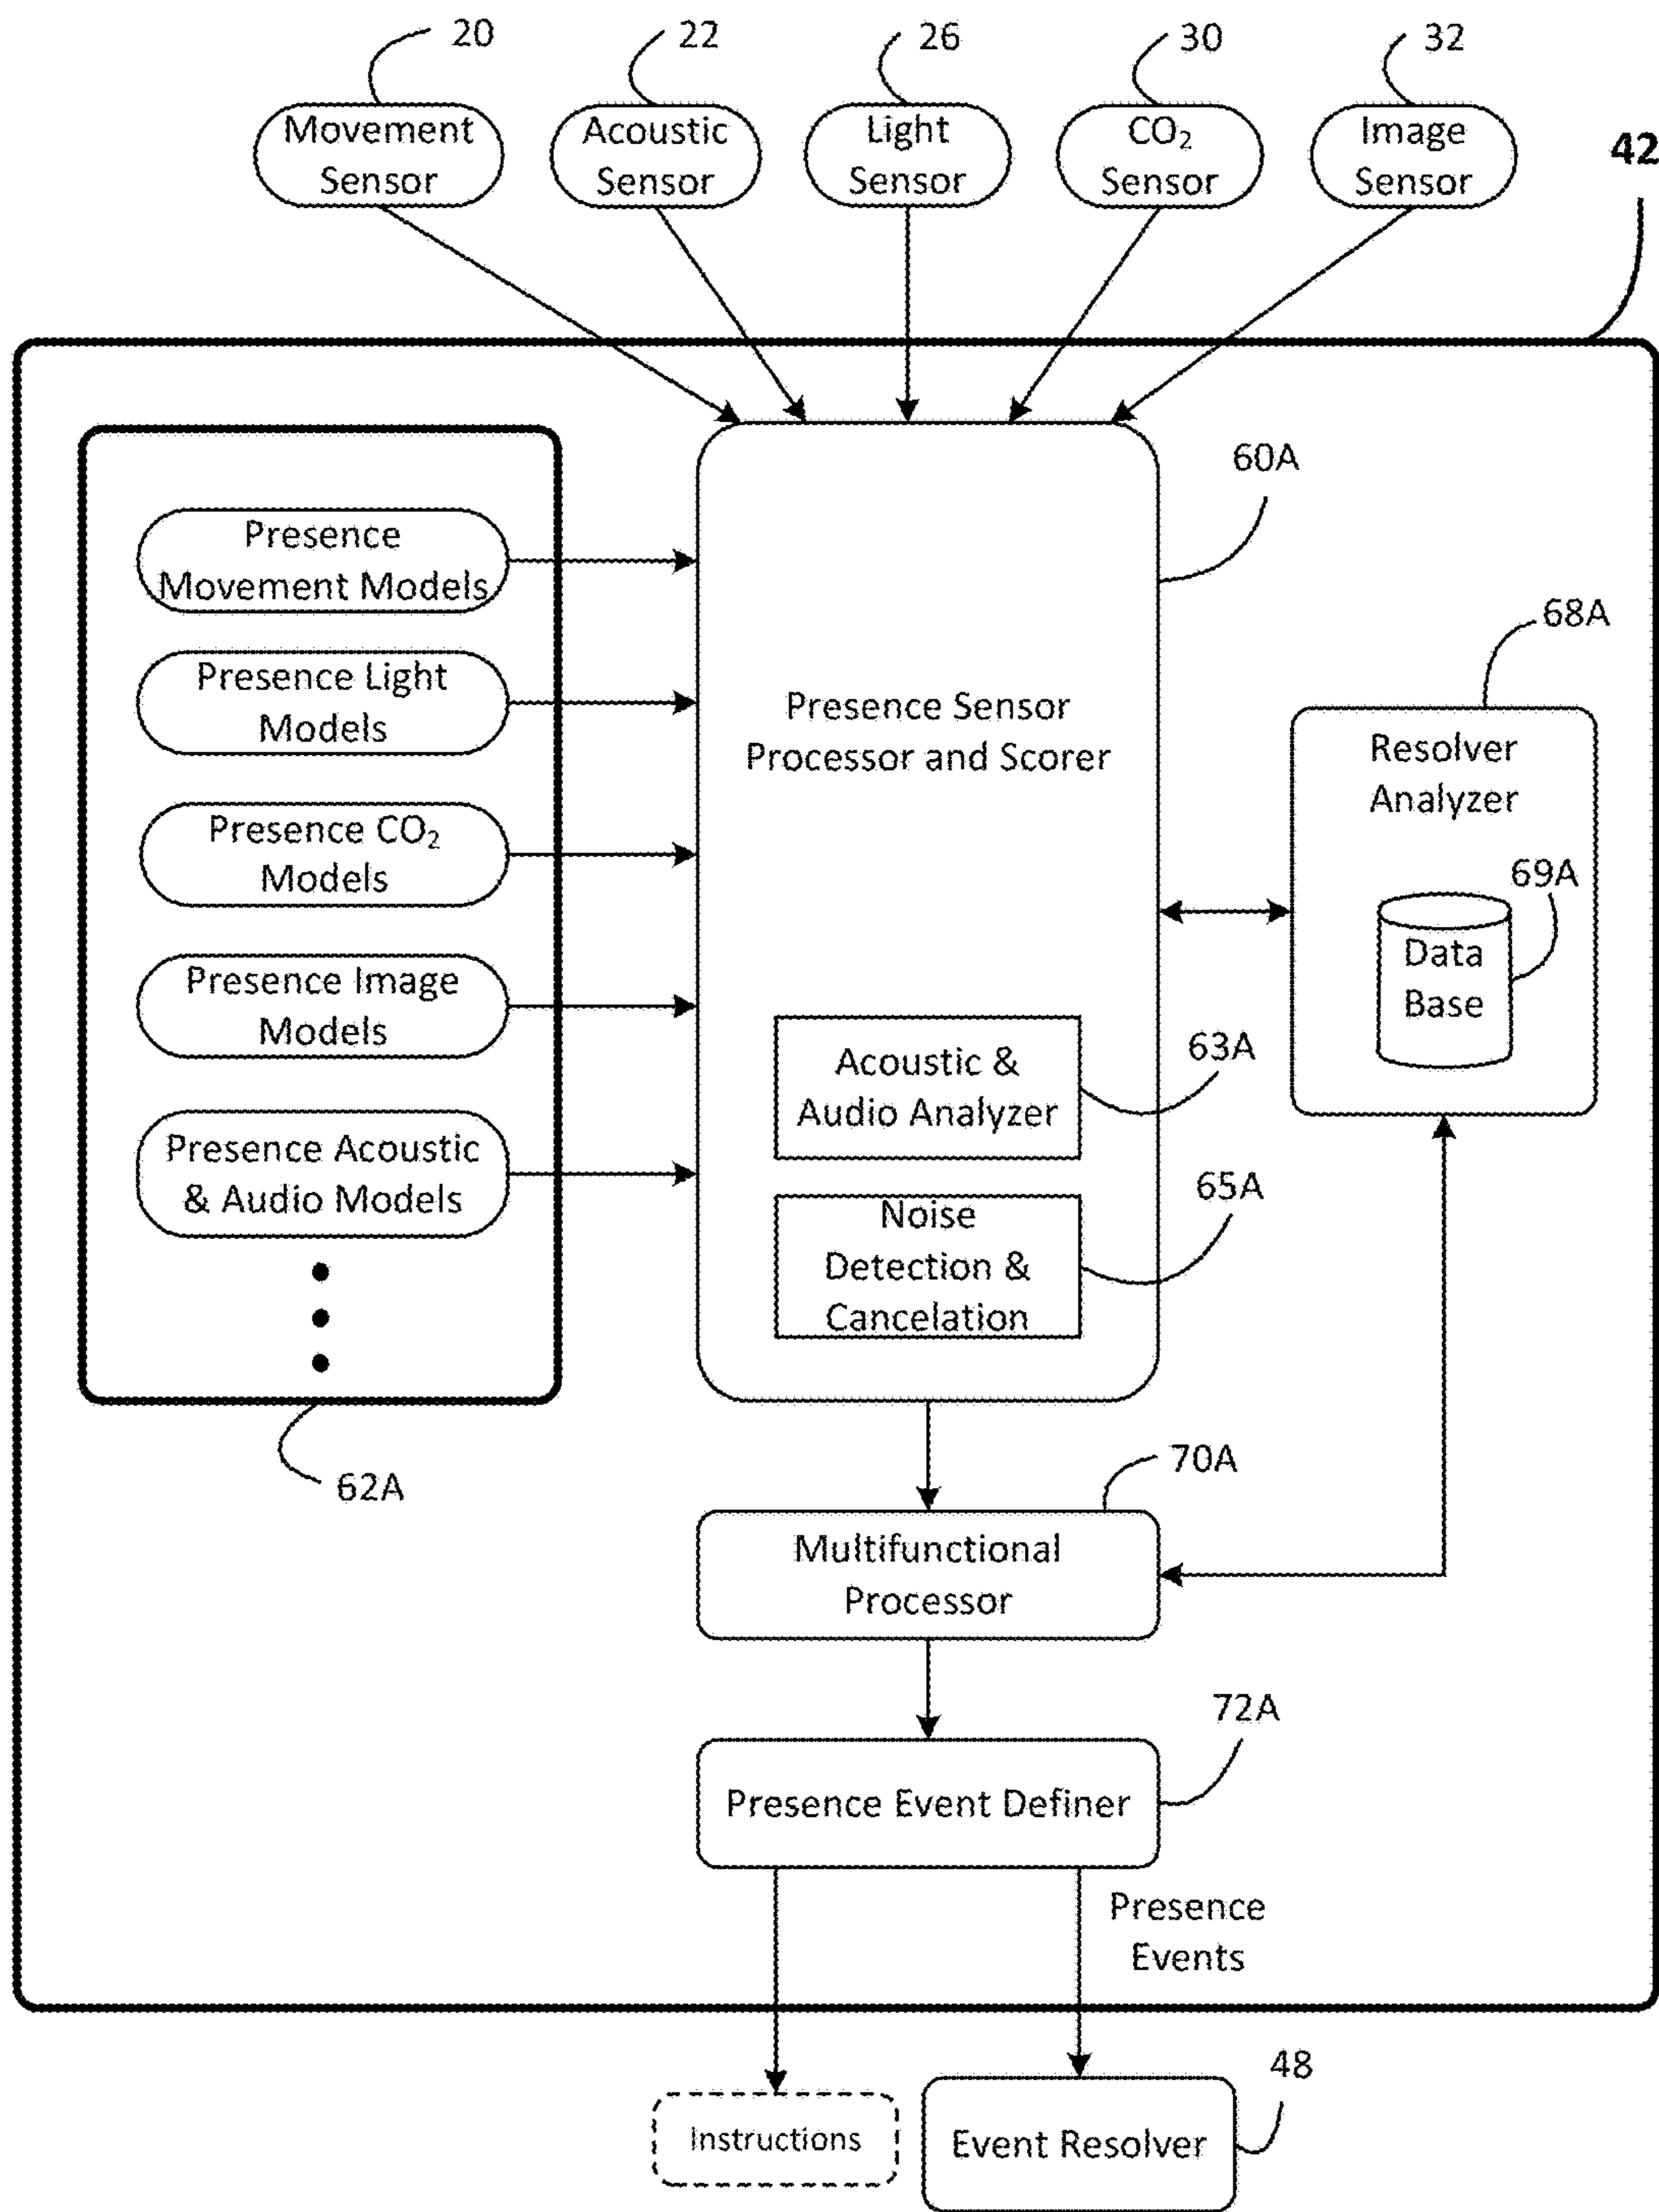 20
22
26
30
32
Movement
Sensor
Acoustic
Sensor
Light
Sensor
CO₂
Sensor
Image
Sensor
42
60A
Presence
Movement Models
Presence Light
Models
Presence CO₂
Models
Presence Image
Models
Presence Acoustic
& Audio Models
62A
Presence Sensor
Processor and Scorer
Acoustic &
Audio Analyzer
63A
Noise
Detection &
Cancelation
65A
68A
Resolver
Analyzer
69A
Data
Base
70A
Multifunctional
Processor
72A
Presence Event Definer
Presence
Events
Instructions
48
Event Resolver